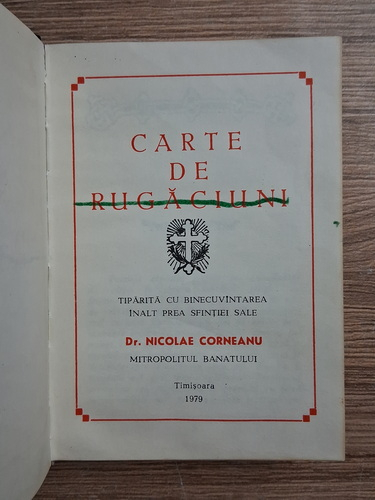 CARTE
DE
RUGĂCIUNI
TIPĂRITĂ CU BINECUVÎNTAREA
ÎNALT PREA SFINȚIEI SALE
Dr. NICOLAE CORNEANU
MITROPOLITUL BANATULUI
Timișoara
1979